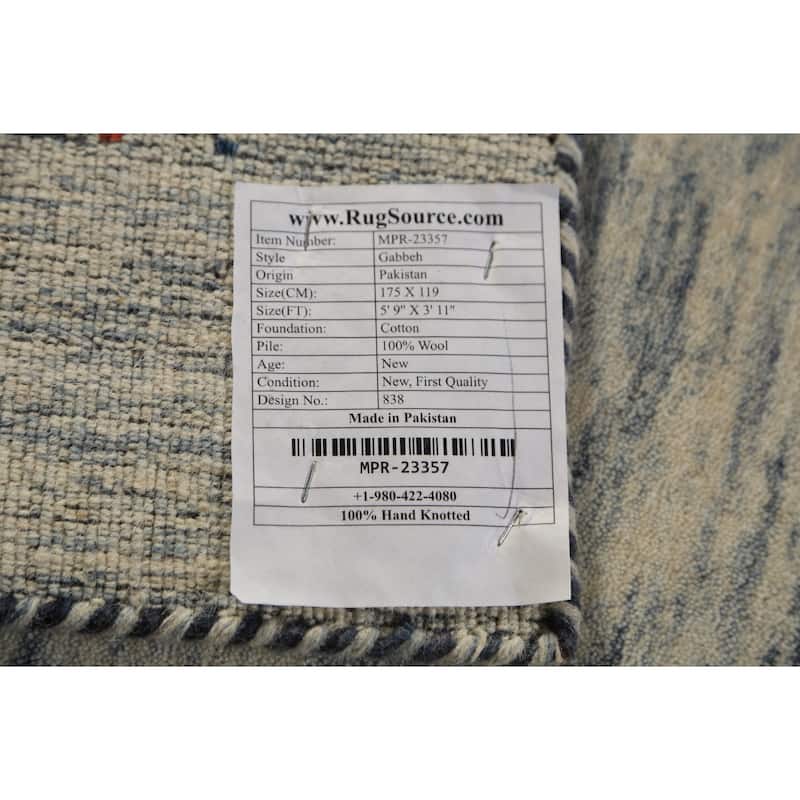 www.RugSource.com
Item Number: MPR-23357
Style Gabbeh
Origin Pakistan
Size(CM): 175 X 119
Size(FT): 5' 9" X 3' 11"
Foundation: Cotton
Pile: 100% Wool
Age: New
Condition: New, First Quality
Design No.: 838
Made in Pakistan
MPR-23357
+1-980-422-4080
100% Hand Knotted